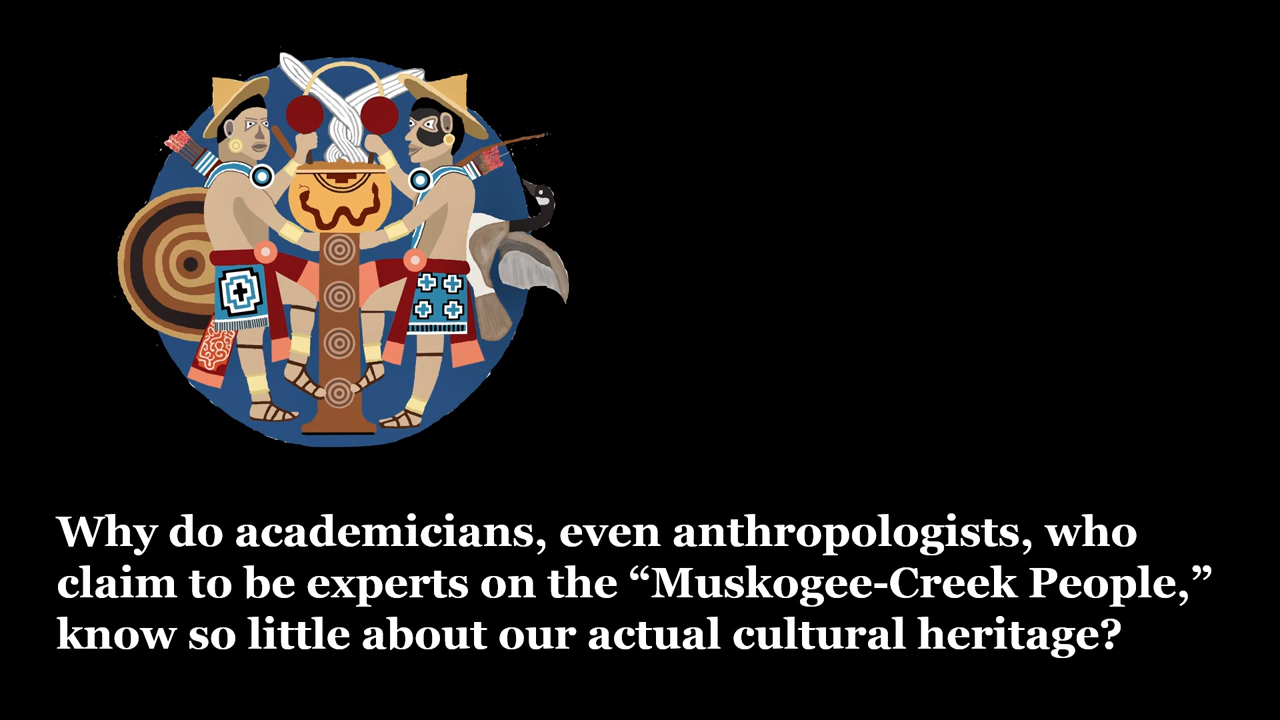 Why do academicians, even anthropologists, who
claim to be experts on the “Muskogee-Creek People,”
know so little about our actual cultural heritage?